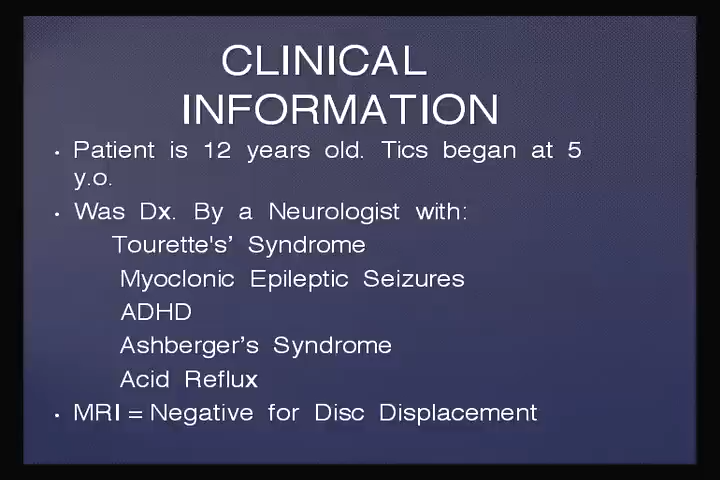 CLINICAL
INFORMATION
• Patient is 12 years old. Tics began at 5
y.o.
• Was Dx. By a Neurologist with:
Tourette's’ Syndrome
Myoclonic Epileptic Seizures
ADHD
Ashberger’s Syndrome
Acid Reflux
• MRI = Negative for Disc Displacement